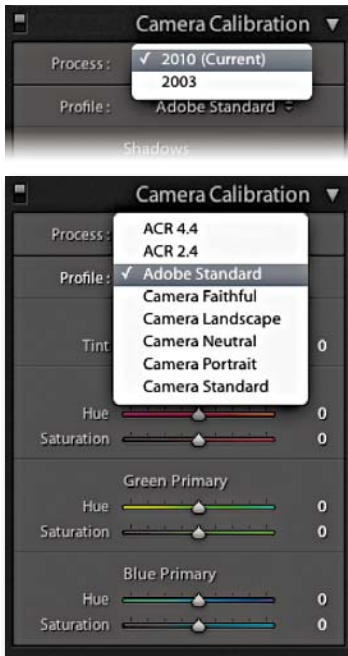 Camera Calibration
Process :
✓ 2010 (Current)
2003
Profile : Adobe Standard
Shadows
Camera Calibration
Process :
ACR 4.4
ACR 2.4
Profile : ✓ Adobe Standard
Camera Faithful
Camera Landscape
Camera Neutral
Tint 0
Camera Portrait
Camera Standard
Hue 0
Saturation 0
Green Primary
Hue 0
Saturation 0
Blue Primary
Hue 0
Saturation 0